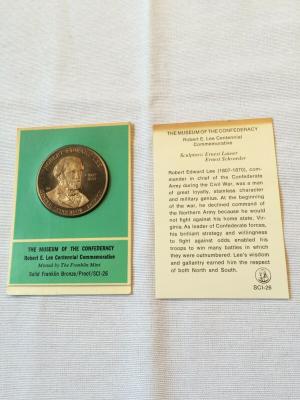 THE MUSEUM OF THE CONFEDERACY
Robert E. Lee Centennial Commemorative
Minted by The Franklin Mint
Solid Franklin Bronze/Proof/SCI-26
THE MUSEUM OF THE CONFEDERACY
Robert E. Lee Centennial
Commemorative
Sculptors: Ernest Lauser
Ernest Schroeder
Robert Edward Lee (1807-1870), com-
mander in chief of the Confederate
Army during the Civil War, was a man
of great loyalty, stainless character
and military genius. At the beginning
of the war, he declined command of
the Northern Army because he would
not fight against his home state, Vir-
ginia. As leader of Confederate forces,
his brilliant strategy and willingness
to fight against odds, enabled his
troops to win many battles in which
they were outnumbered. Lee's wisdom
and gallantry earned him the respect
of both North and South.
SCI-26